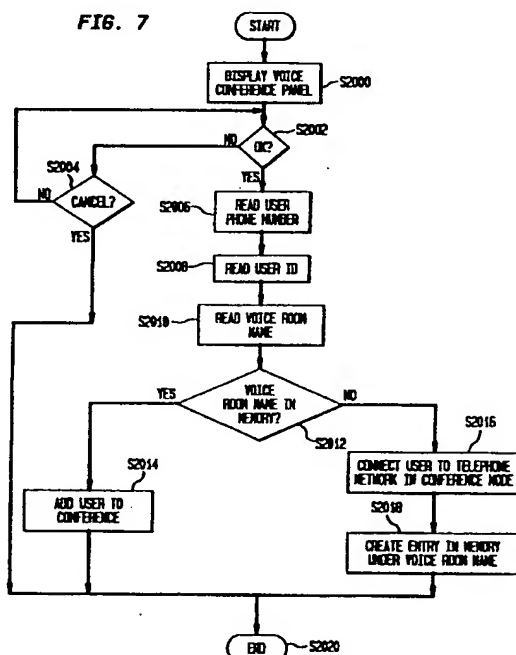 FIG. 7
START
DISPLAY VOICE
CONFERENCE PANEL
S2000
OK?
S2002
NO
YES
CANCEL?
S2004
NO
YES
S2006
READ USER
PHONE NUMBER
S2008
READ USER ID
S2010
READ VOICE ROOM
NAME
YES
VOICE
ROOM NAME IN
MEMORY?
NO
S2012
S2014
ADD USER TO
CONFERENCE
S2016
CONNECT USER TO TELEPHONE
NETWORK IN CONFERENCE MODE
S2018
CREATE ENTRY IN MEMORY
UNDER VOICE ROOM NAME
END
S2020